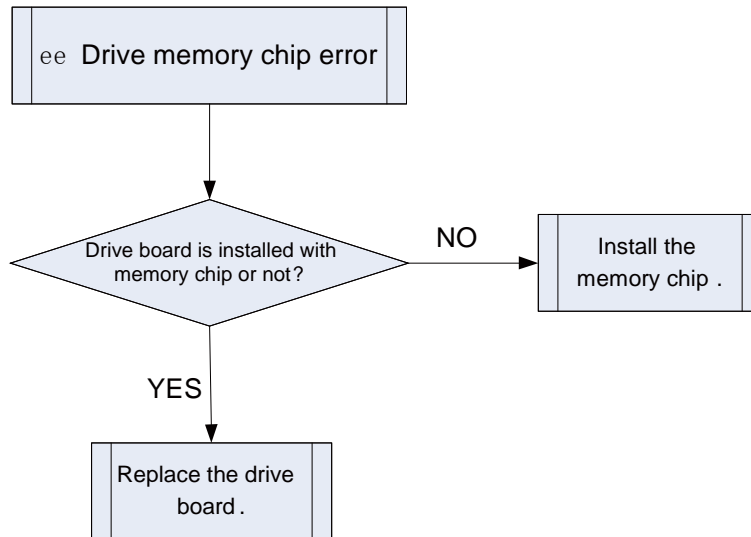 ee Drive memory chip error
Drive board is installed with
memory chip or not?
NO
Install the
memory chip .
YES
Replace the drive
board .